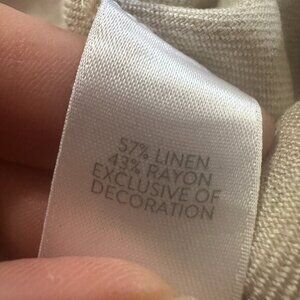 57% LINEN
43% RAYON
EXCLUSIVE OF
DECORATION